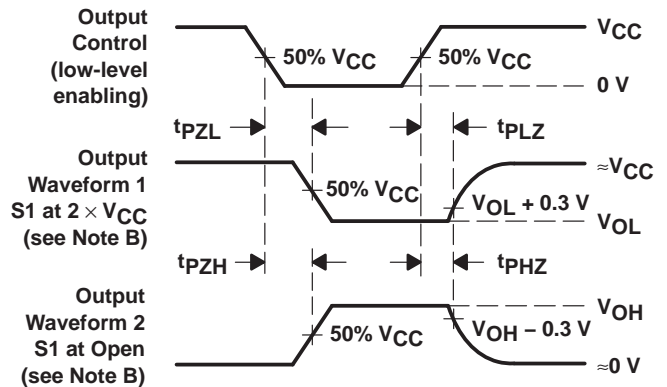 Output
Control
(low-level
enabling)
50% VCC
50% VCC
VCC
0 V
tPZL
tPLZ
Output
Waveform 1
S1 at 2 × VCC
(see Note B)
50% VCC
VOL + 0.3 V
≈VCC
VOL
tPZH
tPHZ
Output
Waveform 2
S1 at Open
(see Note B)
50% VCC
VOH − 0.3 V
VOH
≈0 V